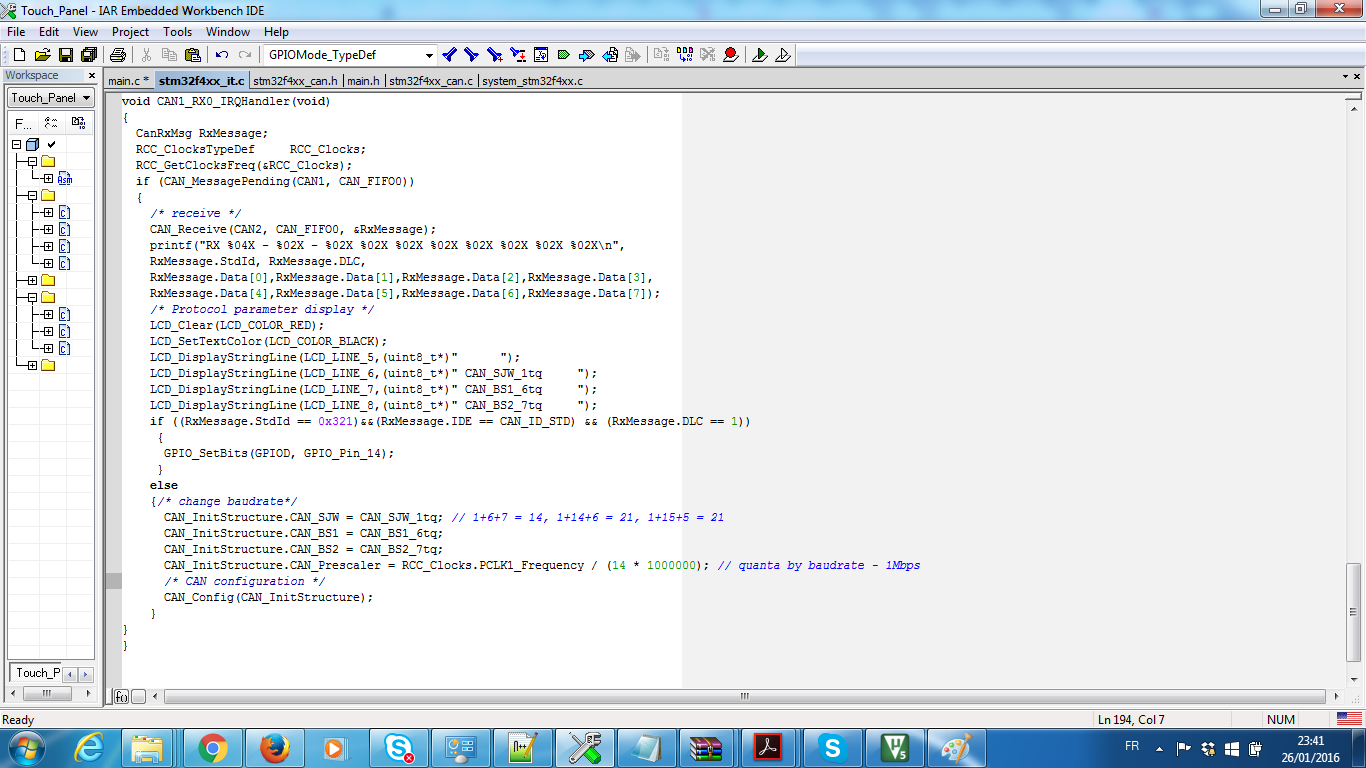 Touch_Panel - IAR Embedded Workbench IDE
File Edit View Project Tools Window Help
GPIOMode_TypeDef
Workspace
main.c * stm32f4xx_it.c stm32f4xx_can.h main.h stm32f4xx_can.c system_stm32f4xx.c
Touch_Panel
F...
void CAN1_RX0_IRQHandler(void)
{
CanRxMsg RxMessage;
RCC_ClocksTypeDef     RCC_Clocks;
RCC_GetClocksFreq(&RCC_Clocks);
if (CAN_MessagePending(CAN1, CAN_FIFO0))
{
/* receive */
CAN_Receive(CAN2, CAN_FIFO0, &RxMessage);
printf("RX %04X - %02X - %02X %02X %02X %02X %02X %02X %02X %02X\n",
RxMessage.StdId, RxMessage.DLC,
RxMessage.Data[0],RxMessage.Data[1],RxMessage.Data[2],RxMessage.Data[3],
RxMessage.Data[4],RxMessage.Data[5],RxMessage.Data[6],RxMessage.Data[7]);
/* Protocol parameter display */
LCD_Clear(LCD_COLOR_RED);
LCD_SetTextColor(LCD_COLOR_BLACK);
LCD_DisplayStringLine(LCD_LINE_5,(uint8_t*)"      ");
LCD_DisplayStringLine(LCD_LINE_6,(uint8_t*)" CAN_SJW_1tq     ");
LCD_DisplayStringLine(LCD_LINE_7,(uint8_t*)" CAN_BS1_6tq     ");
LCD_DisplayStringLine(LCD_LINE_8,(uint8_t*)" CAN_BS2_7tq     ");
if ((RxMessage.StdId == 0x321)&&(RxMessage.IDE == CAN_ID_STD) && (RxMessage.DLC == 1))
{
GPIO_SetBits(GPIOD, GPIO_Pin_14);
}
else
{/* change baudrate*/
CAN_InitStructure.CAN_SJW = CAN_SJW_1tq; // 1+6+7 = 14, 1+14+6 = 21, 1+15+5 = 21
CAN_InitStructure.CAN_BS1 = CAN_BS1_6tq;
CAN_InitStructure.CAN_BS2 = CAN_BS2_7tq;
CAN_InitStructure.CAN_Prescaler = RCC_Clocks.PCLK1_Frequency / (14 * 1000000); // quanta by baudrate - 1Mbps
/* CAN configuration */
CAN_Config(CAN_InitStructure);
}
}
}
Touch_P
Ready
Ln 194, Col 7
NUM
FR
23:41
26/01/2016